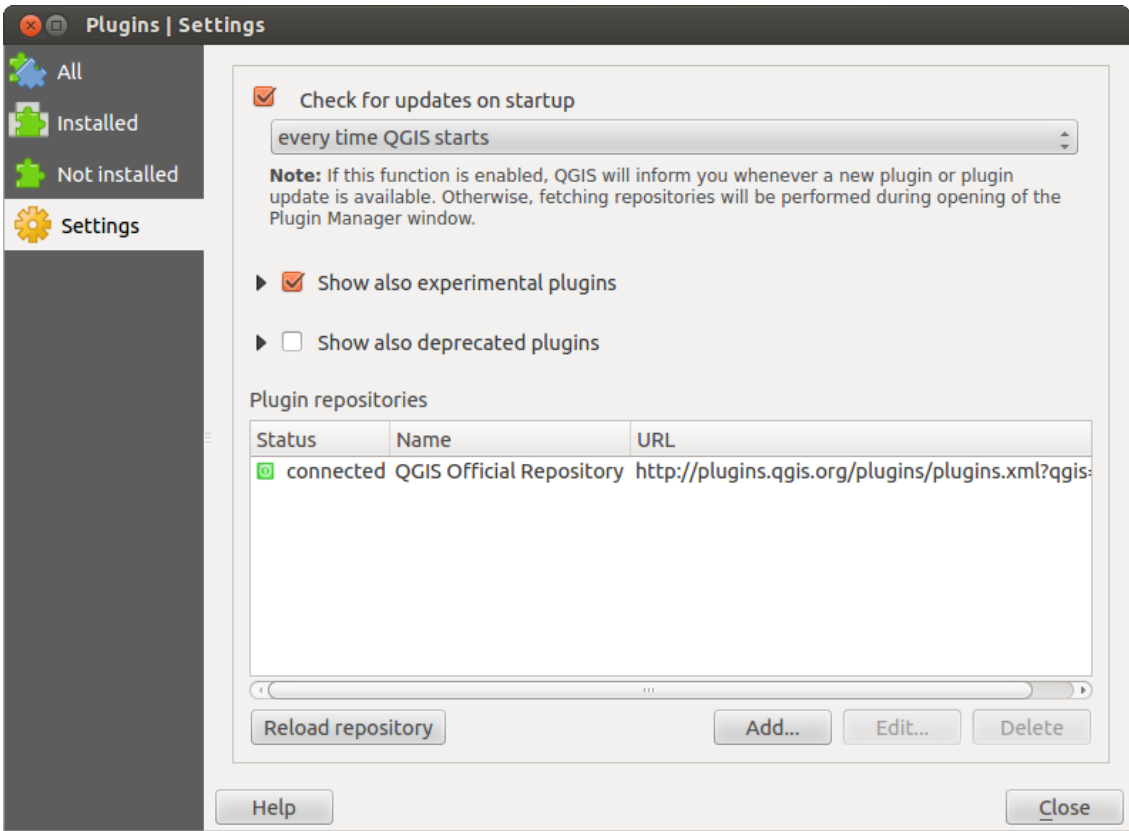 Plugins | Settings
All
Installed
Not installed
Settings
Check for updates on startup
every time QGIS starts
Note: If this function is enabled, QGIS will inform you whenever a new plugin or plugin
update is available. Otherwise, fetching repositories will be performed during opening of the
Plugin Manager window.
Show also experimental plugins
Show also deprecated plugins
Plugin repositories
Status Name URL
connected QGIS Official Repository http://plugins.qgis.org/plugins/plugins.xml?qgis=
Reload repository Add... Edit... Delete
Help Close